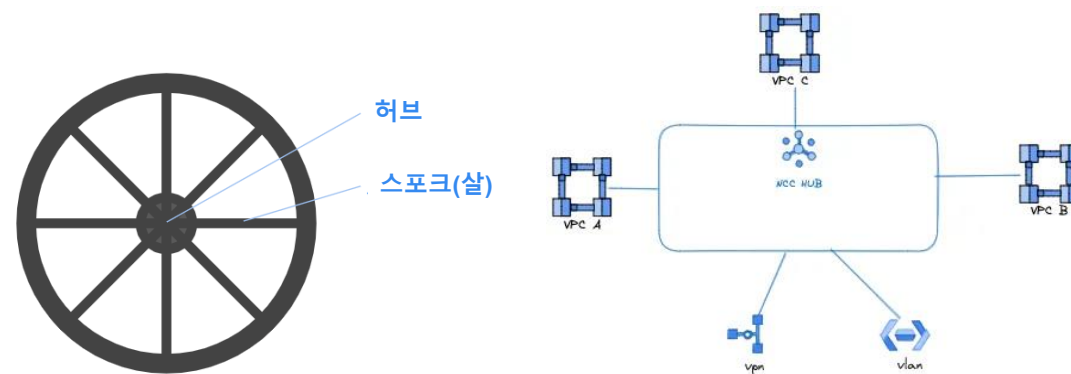 허브
스포크(살)
VPC C
NCC HUB
VPC A
VPC B
vpn
vlan